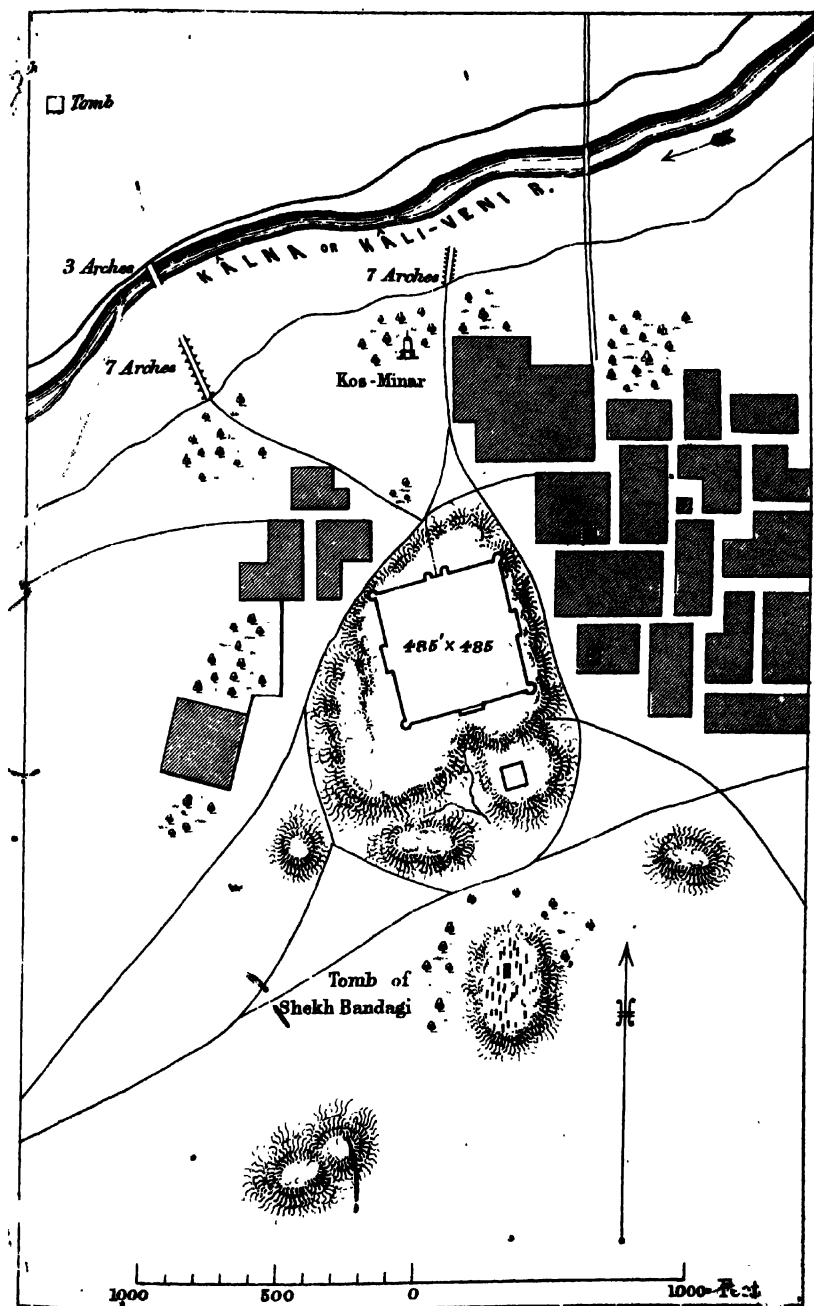 Tomb
KÂLNA OR KÂLI-VENI R.
3 Arches
7 Arches
7 Arches
Kos-Minar
485' × 485
Tomb of
Shekh Bandagi
1000 500 0 1000 Feet